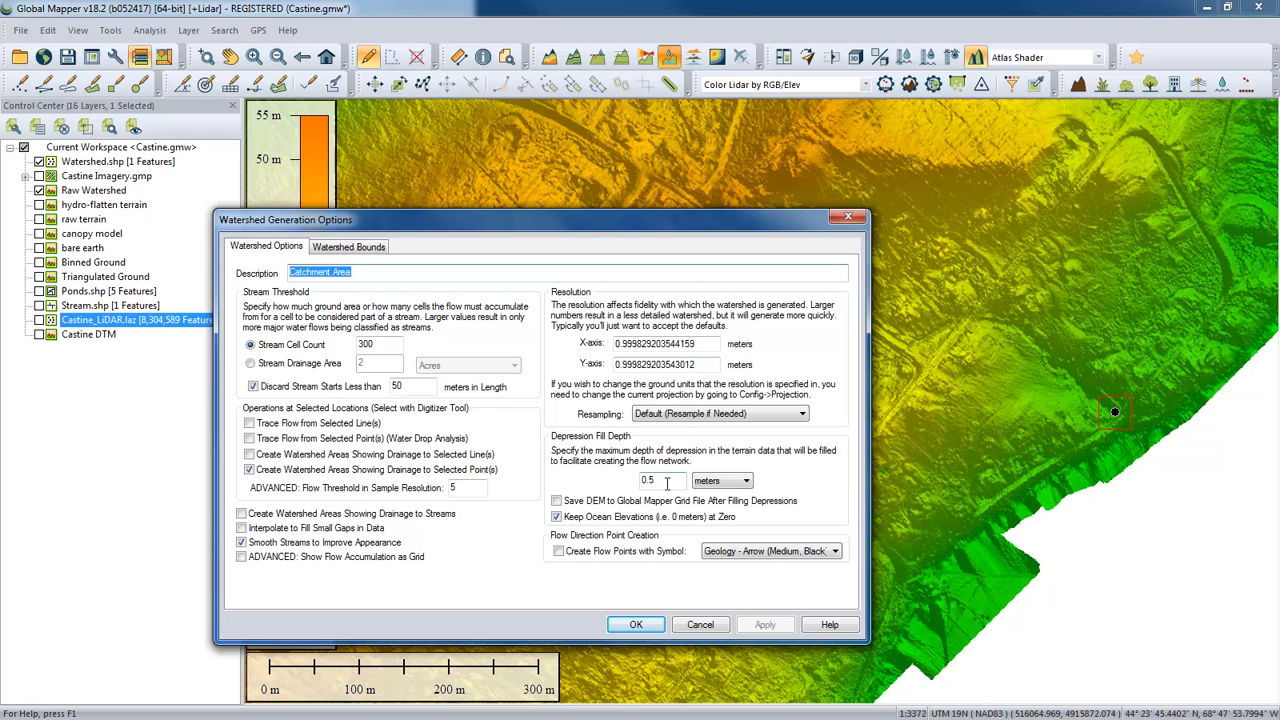 Global Mapper v18.2 (b052417) [64-bit] [+Lidar] - REGISTERED (Castine.gmw*)
File Edit View Tools Analysis Layer Search GPS Help
Atlas Shader
Color Lidar by RGB/Elev
Control Center (16 Layers, 1 Selected)
Current Workspace <Castine.gmw>
Watershed.shp [1 Features]
Castine Imagery.gmp
Raw Watershed
hydro-flatten terrain
raw terrain
canopy model
bare earth
Binned Ground
Triangulated Ground
Ponds.shp [5 Features]
Stream.shp [1 Features]
Castine_LiDAR.laz [8,304,589 Feature
Castine DTM
55 m
50 m
Watershed Generation Options
Watershed Options Watershed Bounds
Description Catchment Area
Stream Threshold
Specify how much ground area or how many cells the flow must accumulate
from for a cell to be considered part of a stream. Larger values result in only
more major water flows being classified as streams.
Stream Cell Count 300
Stream Drainage Area 2 Acres
Discard Stream Starts Less than 50 meters in Length
Operations at Selected Locations (Select with Digitizer Tool)
Trace Flow from Selected Line(s)
Trace Flow from Selected Point(s) (Water Drop Analysis)
Create Watershed Areas Showing Drainage to Selected Line(s)
Create Watershed Areas Showing Drainage to Selected Point(s)
ADVANCED: Flow Threshold in Sample Resolution: 5
Create Watershed Areas Showing Drainage to Streams
Interpolate to Fill Small Gaps in Data
Smooth Streams to Improve Appearance
ADVANCED: Show Flow Accumulation as Grid
Resolution
The resolution affects fidelity with which the watershed is generated. Larger
numbers result in a less detailed watershed, but it will generate more quickly.
Typically you'll just want to accept the defaults.
X-axis: 0.999829203544159 meters
Y-axis: 0.999829203543012 meters
If you wish to change the ground units that the resolution is specified in, you
need to change the current projection by going to Config->Projection.
Resampling: Default (Resample if Needed)
Depression Fill Depth
Specify the maximum depth of depression in the terrain data that will be filled
to facilitate creating the flow network.
0.5 meters
Save DEM to Global Mapper Grid File After Filling Depressions
Keep Ocean Elevations (i.e. 0 meters) at Zero
Flow Direction Point Creation
Create Flow Points with Symbol: Geology - Arrow (Medium, Black)
OK Cancel Apply Help
0 m 100 m 200 m 300 m
For Help, press F1
1:3372 UTM 19N (NAD83) ( 516064.969, 4915872.074 ) 44° 23' 45.4402" N, 68° 47' 53.7994" W